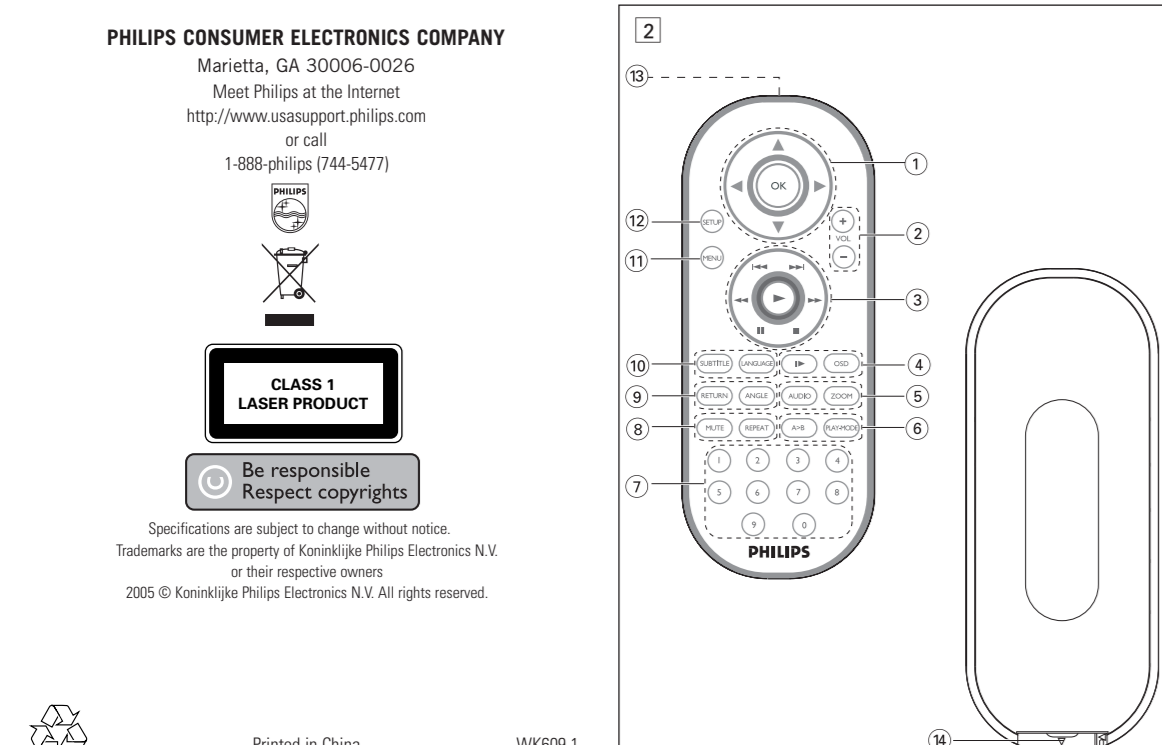 PHILIPS CONSUMER ELECTRONICS COMPANY
Marietta, GA 30006-0026
Meet Philips at the Internet
http://www.usasupport.philips.com
or call
1-888-philips (744-5477)
PHILIPS
CLASS 1
LASER PRODUCT
Be responsible
Respect copyrights
Specifications are subject to change without notice.
Trademarks are the property of Koninklijke Philips Electronics N.V.
or their respective owners
2005 © Koninklijke Philips Electronics N.V. All rights reserved.
Printed in China
WK609.1
2
13
1
OK
12 SETUP + 2
VOL
11 MENU -
3
10 SUBTITLE LANGUAGE OSD 4
9 RETURN ANGLE AUDIO ZOOM 5
8 MUTE REPEAT A>B PLAY-MODE 6
1 2 3 4
7 5 6 7 8
9 0
PHILIPS
14